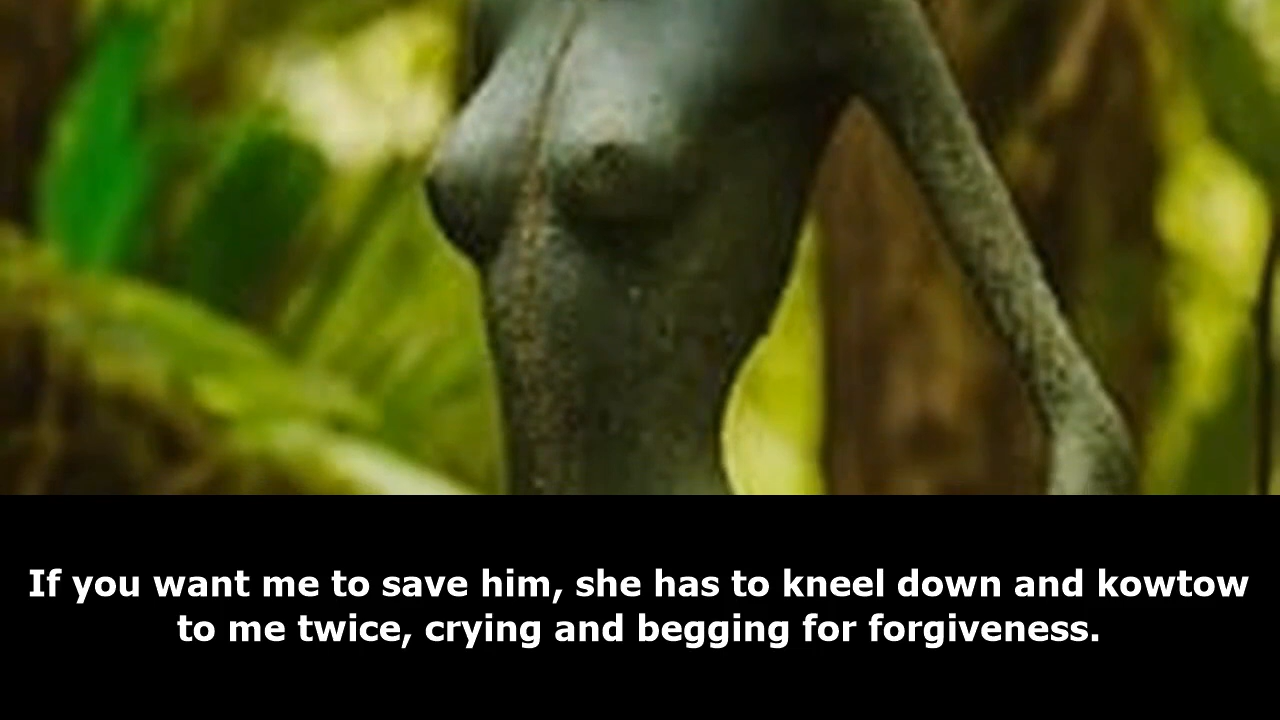 If you want me to save him, she has to kneel down and kowtow
to me twice, crying and begging for forgiveness.